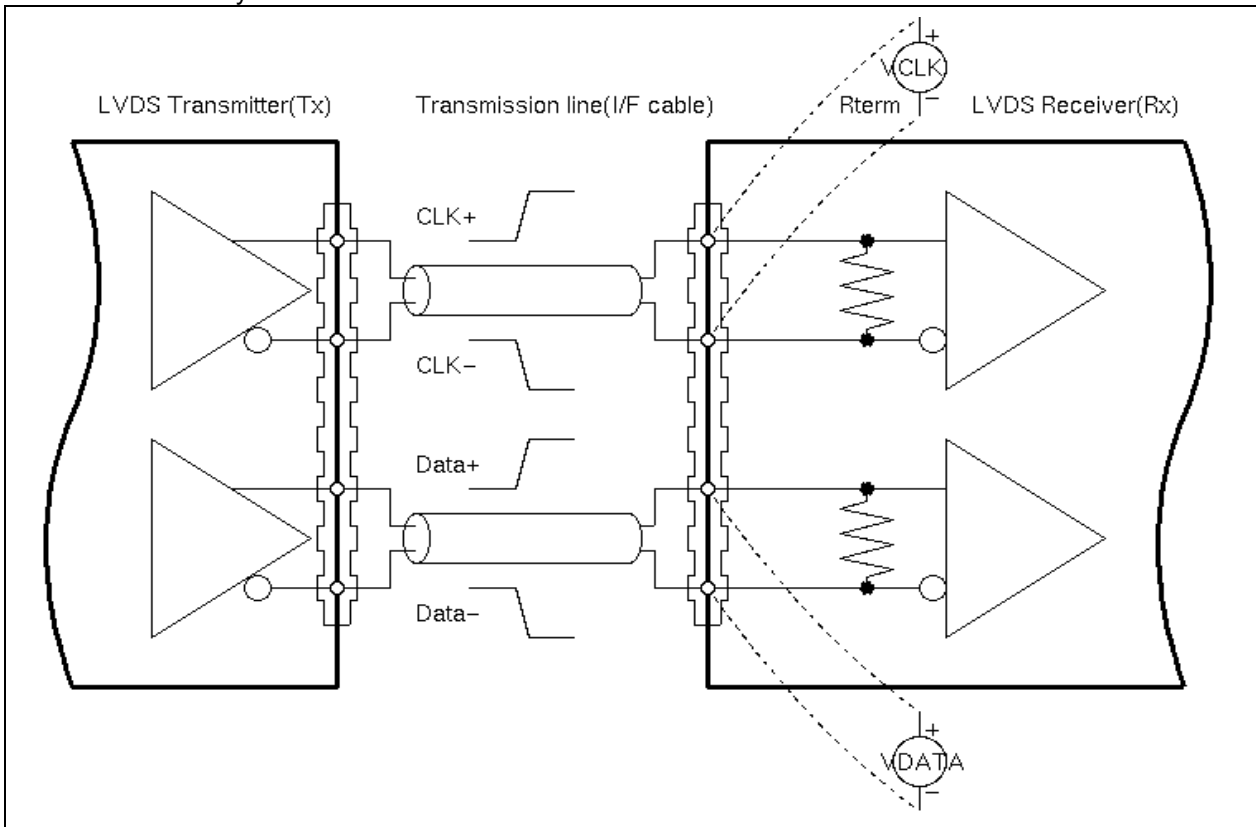 VCLK
+
−
LVDS Transmitter(Tx) Transmission line(I/F cable) Rterm LVDS Receiver(Rx)
CLK+
CLK−
Data+
Data−
+
VDATA
−